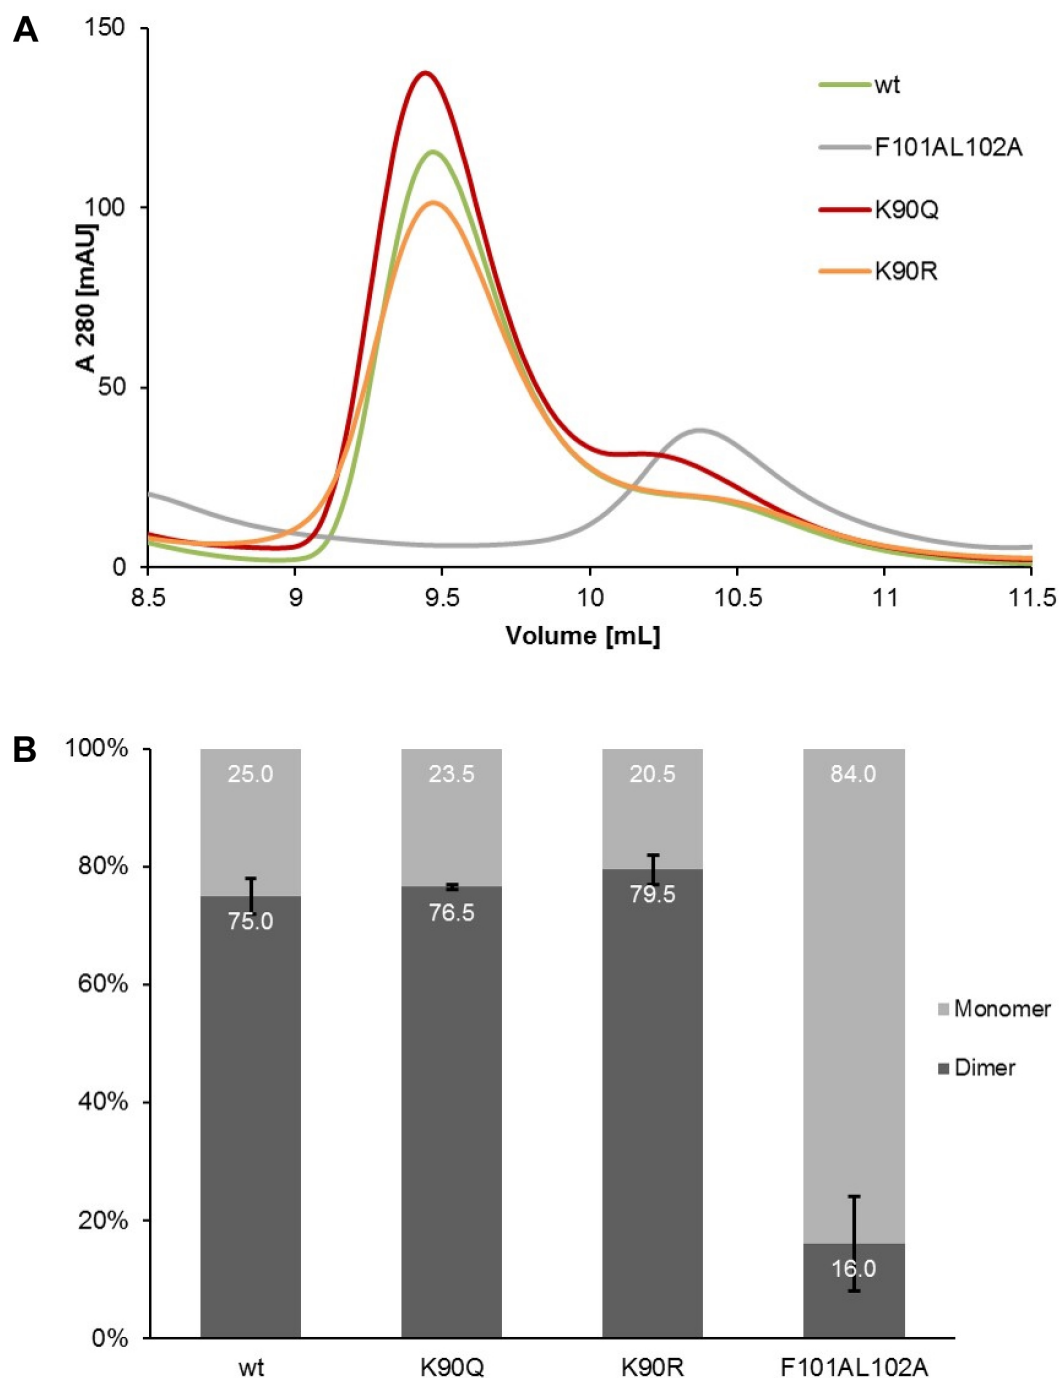 A
150
100
50
0
A 280 [mAU]
wt
F101AL102A
K90Q
K90R
8.5 9 9.5 10 10.5 11 11.5
Volume [mL]
B
100%
80%
60%
40%
20%
0%
25.0 23.5 20.5 84.0
75.0 76.5 79.5 16.0
Monomer
Dimer
wt K90Q K90R F101AL102A